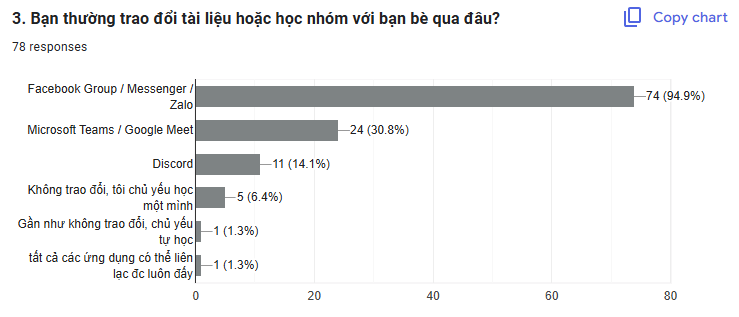 3. Bạn thường trao đổi tài liệu hoặc học nhóm với bạn bè qua đâu?
Copy chart
78 responses
Facebook Group / Messenger /
Zalo
74 (94.9%)
Microsoft Teams / Google Meet
24 (30.8%)
Discord
11 (14.1%)
Không trao đổi, tôi chủ yếu học
một mình
5 (6.4%)
Gần như không trao đổi, chủ yếu
tự học
1 (1.3%)
tất cả các ứng dụng có thể liên
lạc đc luôn đấy
1 (1.3%)
0
20
40
60
80